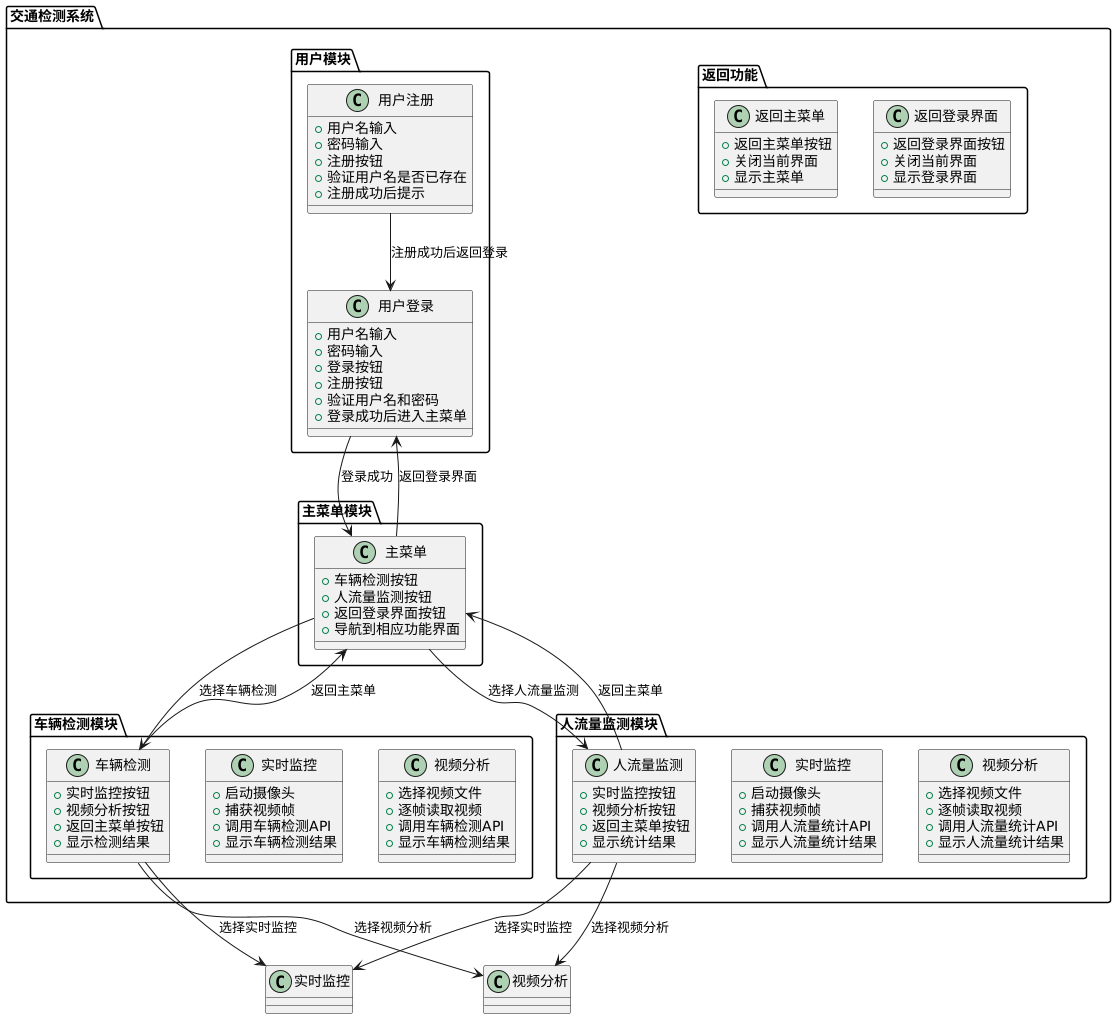 交通检测系统
用户模块
C 用户注册
用户名输入
密码输入
注册按钮
验证用户名是否已存在
注册成功后提示
返回功能
C 返回主菜单
返回主菜单按钮
关闭当前界面
显示主菜单
C 返回登录界面
返回登录界面按钮
关闭当前界面
显示登录界面
注册成功后返回登录
C 用户登录
用户名输入
密码输入
登录按钮
注册按钮
验证用户名和密码
登录成功后进入主菜单
登录成功
返回登录界面
主菜单模块
C 主菜单
车辆检测按钮
人流量监测按钮
返回登录界面按钮
导航到相应功能界面
选择车辆检测
返回主菜单
选择人流量监测
返回主菜单
车辆检测模块
C 车辆检测
实时监控按钮
视频分析按钮
返回主菜单按钮
显示检测结果
C 实时监控
启动摄像头
捕获视频帧
调用车辆检测API
显示车辆检测结果
C 视频分析
选择视频文件
逐帧读取视频
调用车辆检测API
显示车辆检测结果
人流量监测模块
C 人流量监测
实时监控按钮
视频分析按钮
返回主菜单按钮
显示统计结果
C 实时监控
启动摄像头
捕获视频帧
调用人流量统计API
显示人流量统计结果
C 视频分析
选择视频文件
逐帧读取视频
调用人流量统计API
显示人流量统计结果
选择实时监控
选择视频分析
选择实时监控
选择视频分析
C 实时监控
C 视频分析